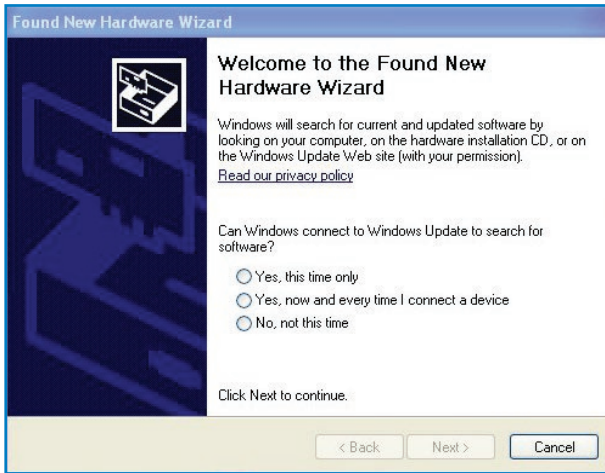 Found New Hardware Wizard
Welcome to the Found New
Hardware Wizard
Windows will search for current and updated software by
looking on your computer, on the hardware installation CD, or on
the Windows Update Web site (with your permission).
Read our privacy policy
Can Windows connect to Windows Update to search for
software?
Yes, this time only
Yes, now and every time I connect a device
No, not this time
Click Next to continue.
< Back
Next >
Cancel